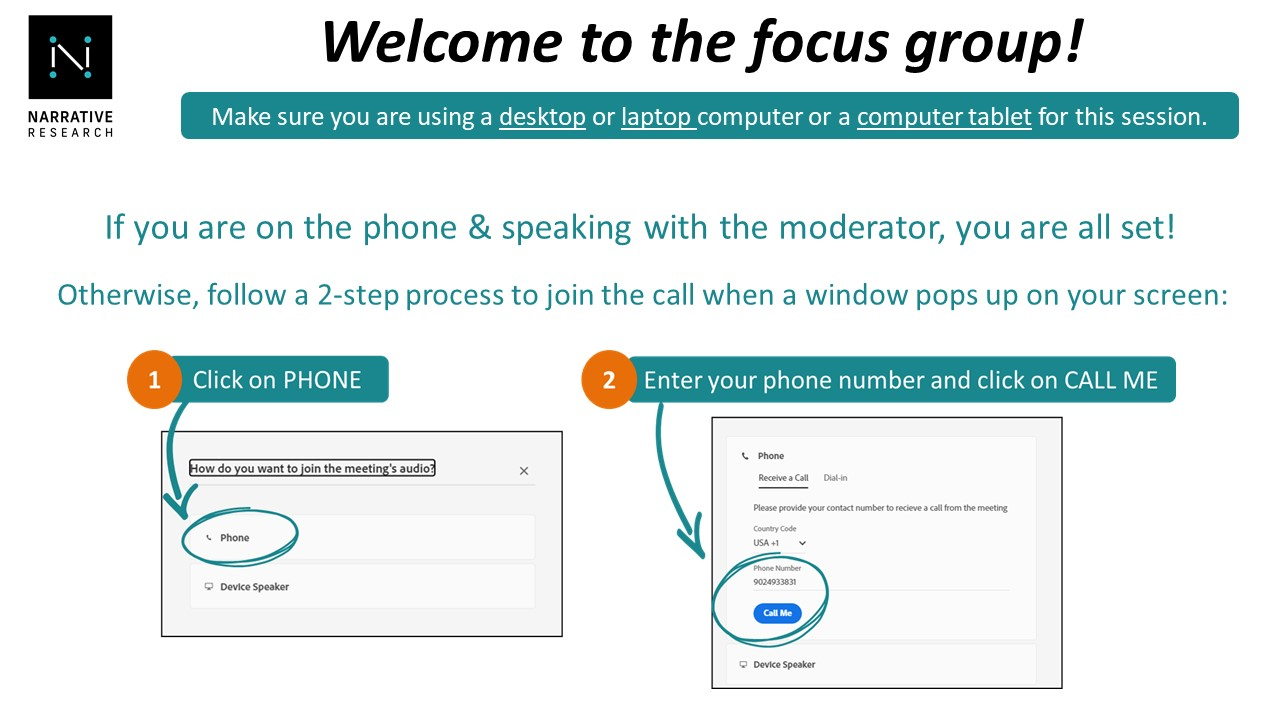 Welcome to the focus group!
NARRATIVE
RESEARCH
Make sure you are using a desktop or laptop computer or a computer tablet for this session.
If you are on the phone & speaking with the moderator, you are all set!
Otherwise, follow a 2-step process to join the call when a window pops up on your screen:
1 Click on PHONE
How do you want to join the meeting's audio?
Phone
Device Speaker
2 Enter your phone number and click on CALL ME
Phone
Receive a Call Dial-in
Please provide your contact number to recieve a call from the meeting
Country Code
USA +1
Phone Number
9024933831
Call Me
Device Speaker